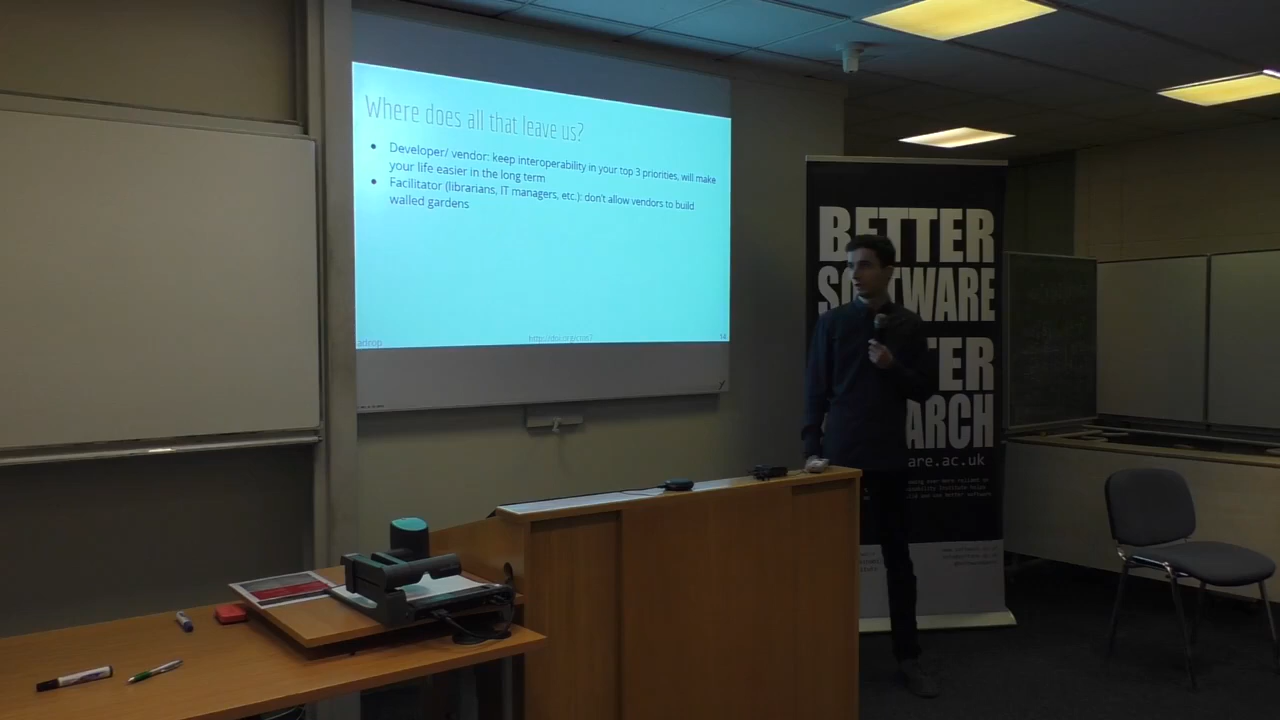 Where does all that leave us?
• Developer/ vendor: keep interoperability in your top 3 priorities, will make
your life easier in the long term
• Facilitator (librarians, IT managers, etc.): don't allow vendors to build
walled gardens
14
BETTER
SOFTWARE
TER
ARCH
are.ac.uk